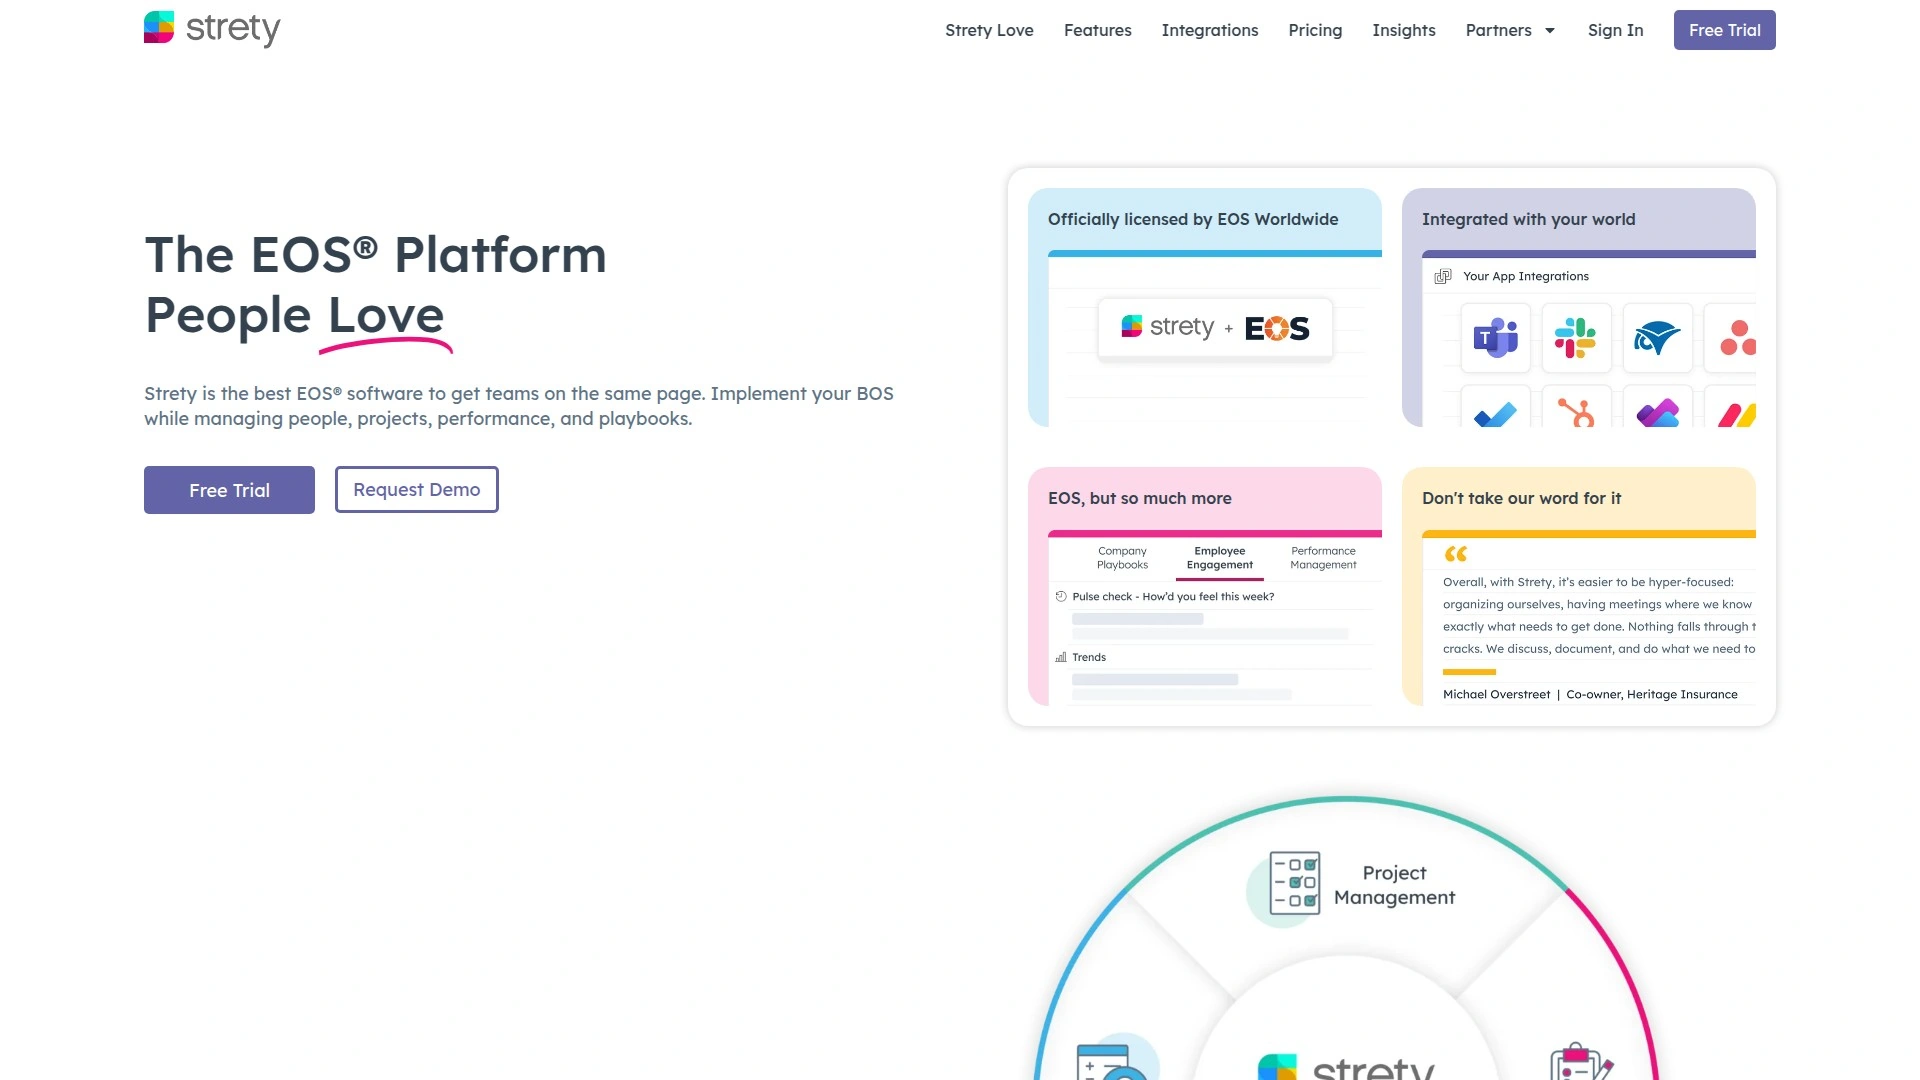 strety
Strety Love
Features
Integrations
Pricing
Insights
Partners
Sign In
Free Trial
The EOS® Platform
People Love
Strety is the best EOS® software to get teams on the same page. Implement your BOS
while managing people, projects, performance, and playbooks.
Free Trial
Request Demo
Officially licensed by EOS Worldwide
strety + EOS
Integrated with your world
Your App Integrations
EOS, but so much more
Company
Playbooks
Employee
Engagement
Performance
Management
Pulse check - How'd you feel this week?
Trends
Don't take our word for it
“
Overall, with Strety, it's easier to be hyper-focused:
organizing ourselves, having meetings where we know
exactly what needs to get done. Nothing falls through t
cracks. We discuss, document, and do what we need to
Michael Overstreet | Co-owner, Heritage Insurance
Project
Management
strety